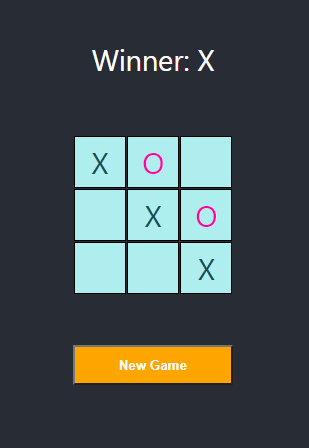 Winner: X
X O
X O
X
New Game